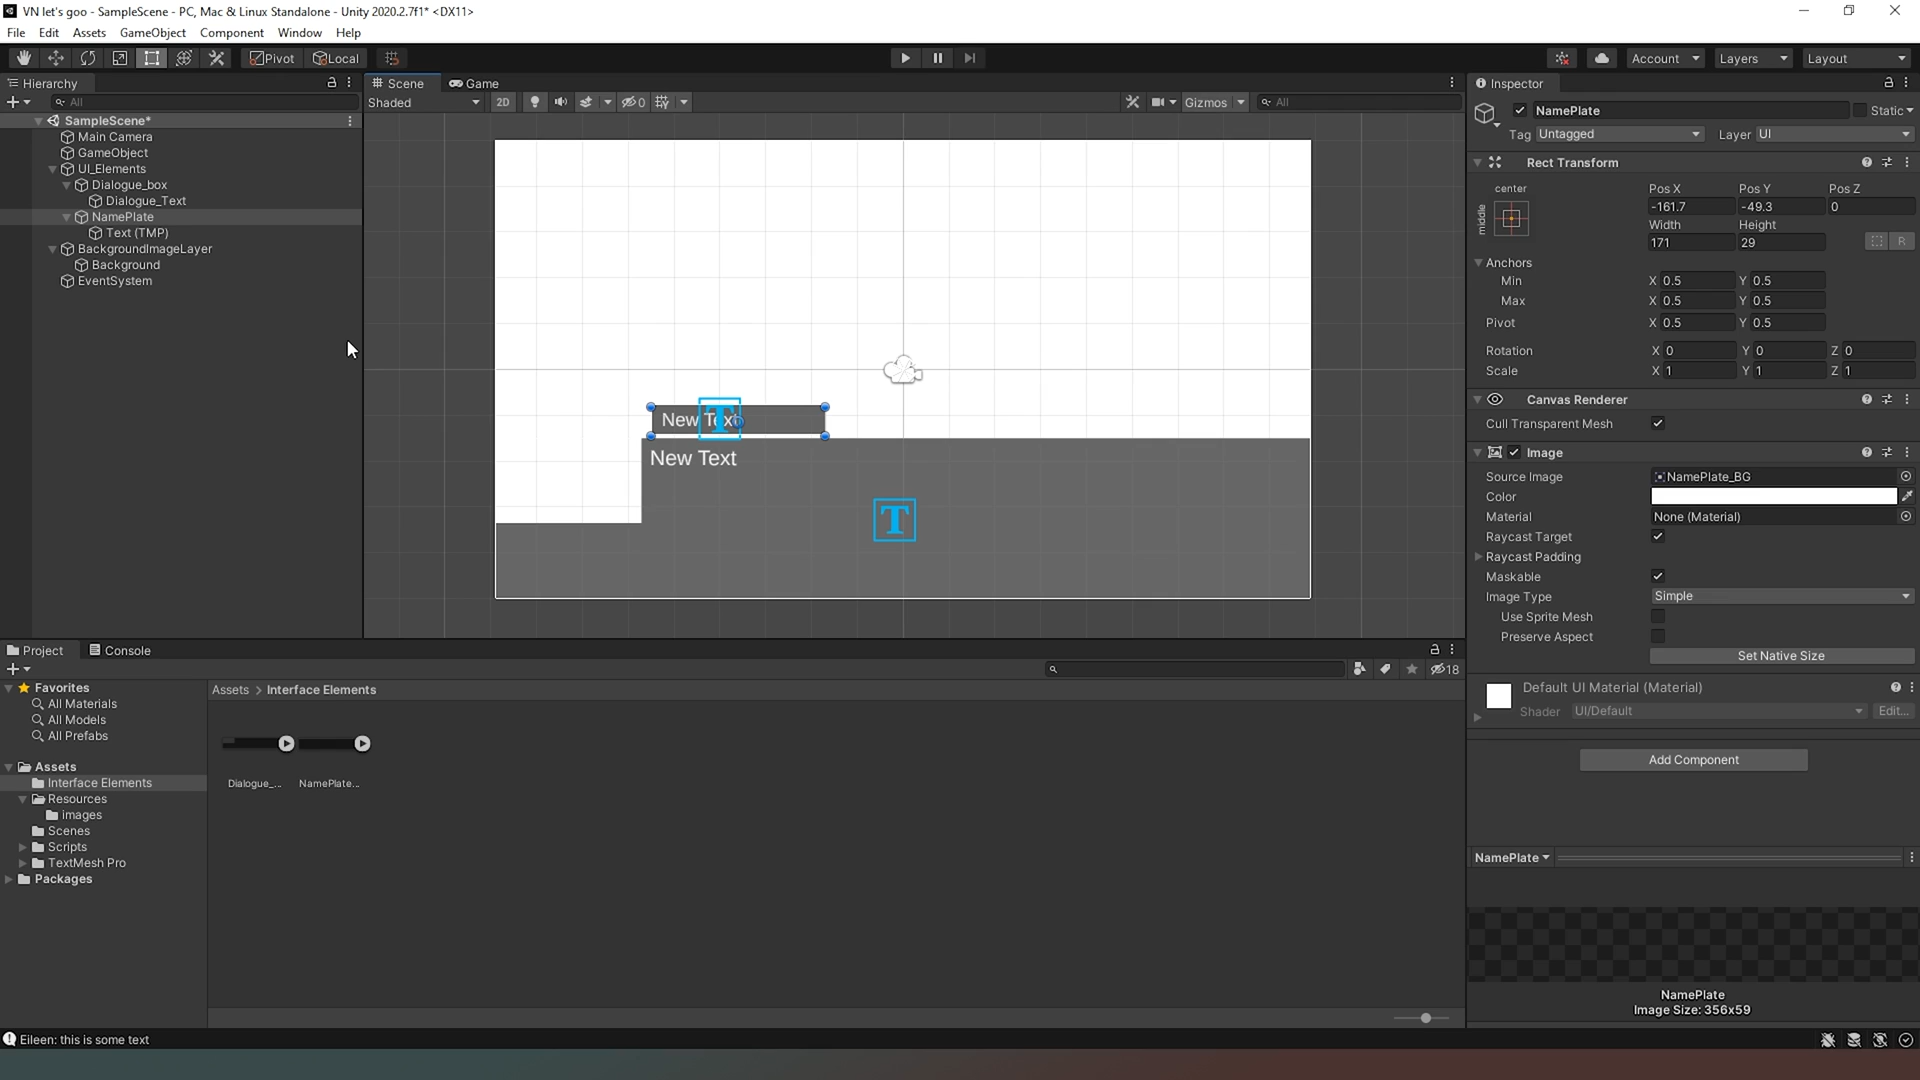 VN let's goo - SampleScene - PC, Mac & Linux Standalone - Unity 2020.2.7f1* <DX11>
File Edit Assets GameObject Component Window Help
Pivot Local Account Layers Layout
Hierarchy
All
SampleScene*
Main Camera
GameObject
UI_Elements
Dialogue_box
Dialogue_Text
NamePlate
Text (TMP)
BackgroundImageLayer
Background
EventSystem
Scene Game
Shaded 2D 0 Gizmos All
New Text
New Text
T
T
Inspector
NamePlate Static
Tag Untagged Layer UI
Rect Transform
center
middle
Pos X Pos Y Pos Z
-161.7 -49.3 0
Width Height
171 29 R
Anchors
Min X 0.5 Y 0.5
Max X 0.5 Y 0.5
Pivot X 0.5 Y 0.5
Rotation X 0 Y 0 Z 0
Scale X 1 Y 1 Z 1
Canvas Renderer
Cull Transparent Mesh
Image
Source Image NamePlate_BG
Color
Material None (Material)
Raycast Target
Raycast Padding
Maskable
Image Type Simple
Use Sprite Mesh
Preserve Aspect
Set Native Size
Default UI Material (Material)
Shader UI/Default Edit...
Add Component
NamePlate
NamePlate
Image Size: 356x59
Project Console
18
Favorites
All Materials
All Models
All Prefabs
Assets
Interface Elements
Resources
images
Scenes
Scripts
TextMesh Pro
Packages
Assets > Interface Elements
Dialogue_... NamePlate...
Eileen: this is some text